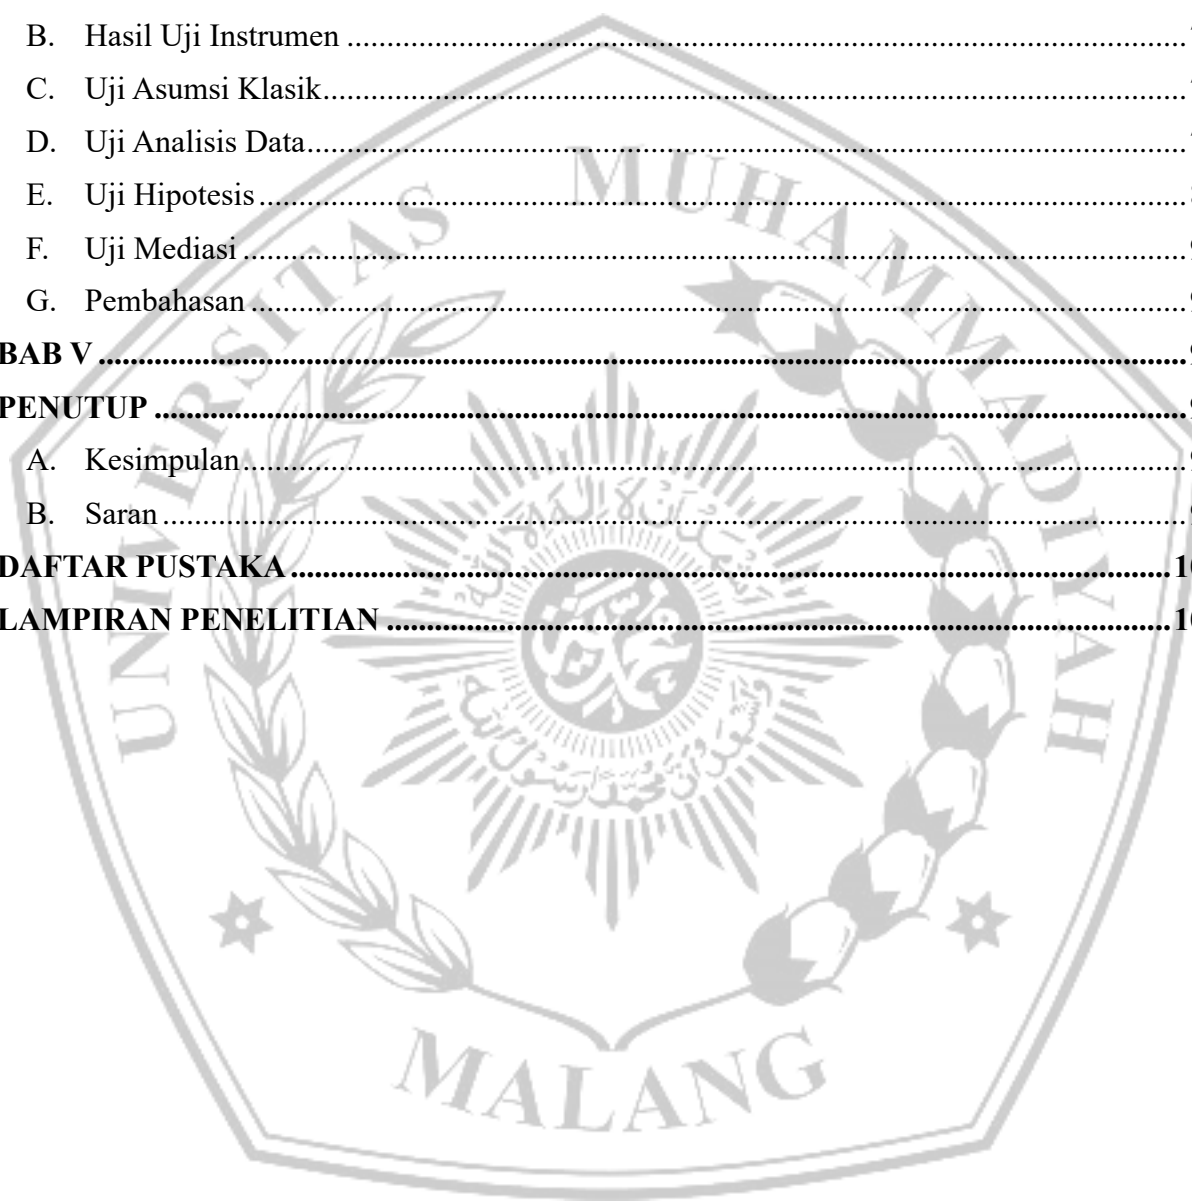 B. Hasil Uji Instrumen ........................................
C. Uji Asumsi Klasik ........................................
D. Uji Analisis Data ........................................
E. Uji Hipotesis ........................................
F. Uji Mediasi ........................................
G. Pembahasan ........................................
BAB V ........................................
PENUTUP ........................................
A. Kesimpulan ........................................
B. Saran ........................................
DAFTAR PUSTAKA ........................................ 
LAMPIRAN PENELITIAN ........................................ 
UNIVERSITAS MUHAMMADIYAH
MALANG